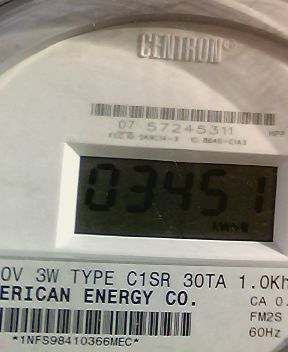 CENTRON®
07 57245311
03451
0V 3W TYPE C1SR 30TA 1.0Kh
ERICAN ENERGY CO.
CA 0.
FM2S
60Hz
*1NFS98410366MEC*